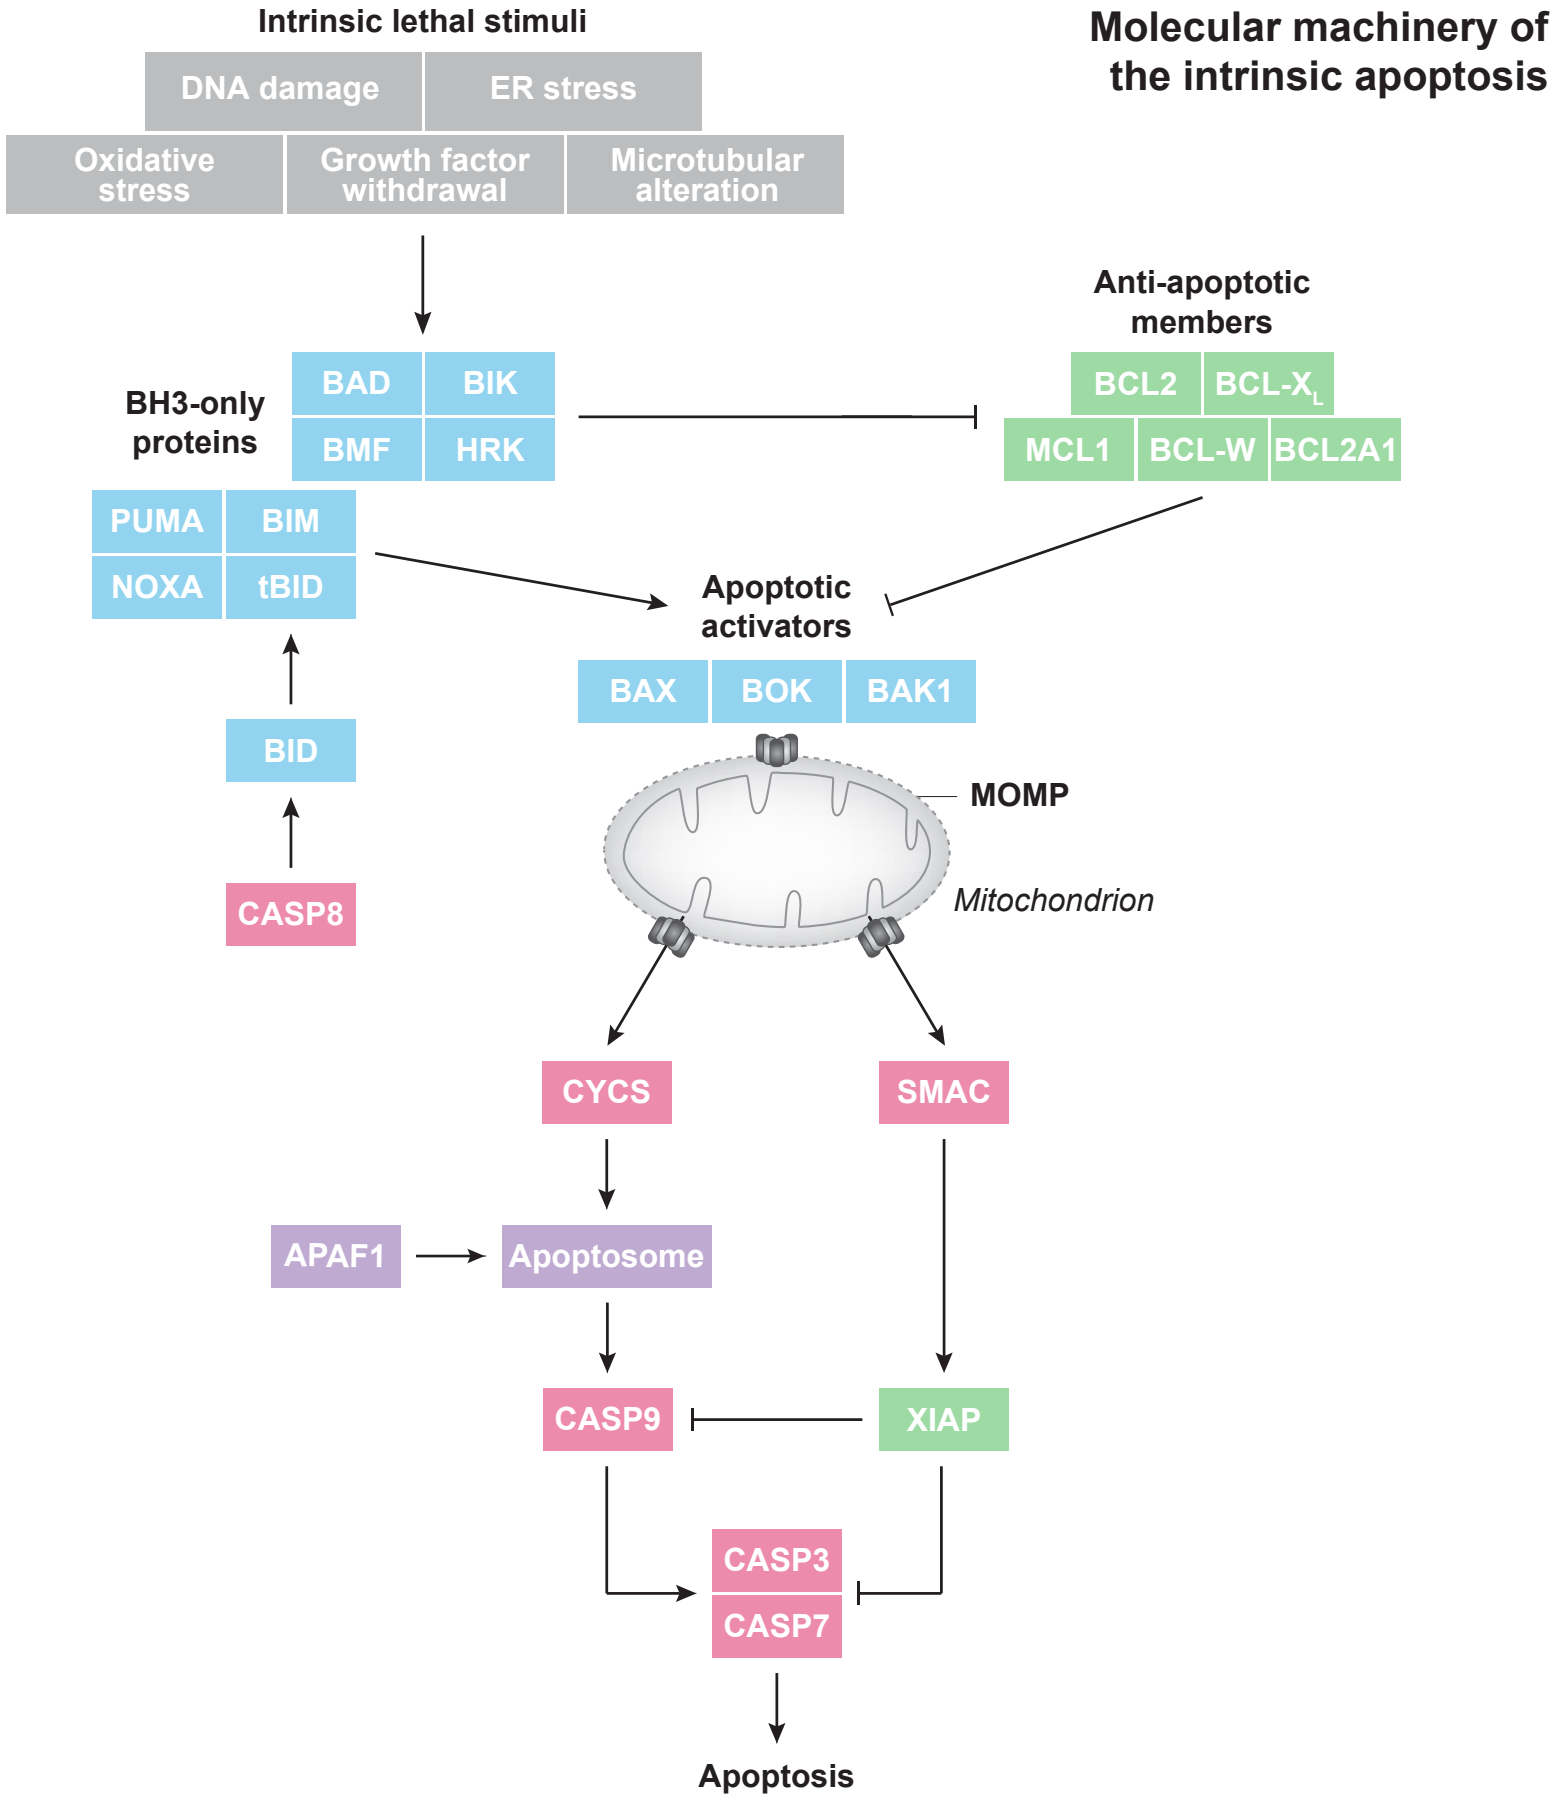 Intrinsic lethal stimuli
Molecular machinery of
the intrinsic apoptosis
DNA damage
ER stress
Oxidative
stress
Growth factor
withdrawal
Microtubular
alteration
Anti-apoptotic
members
BH3-only
proteins
BAD
BIK
BMF
HRK
BCL2
BCL-XL
MCL1
BCL-W
BCL2A1
PUMA
BIM
NOXA
tBID
Apoptotic
activators
BAX
BOK
BAK1
BID
MOMP
CASP8
Mitochondrion
CYCS
SMAC
APAF1
Apoptosome
CASP9
XIAP
CASP3
CASP7
Apoptosis